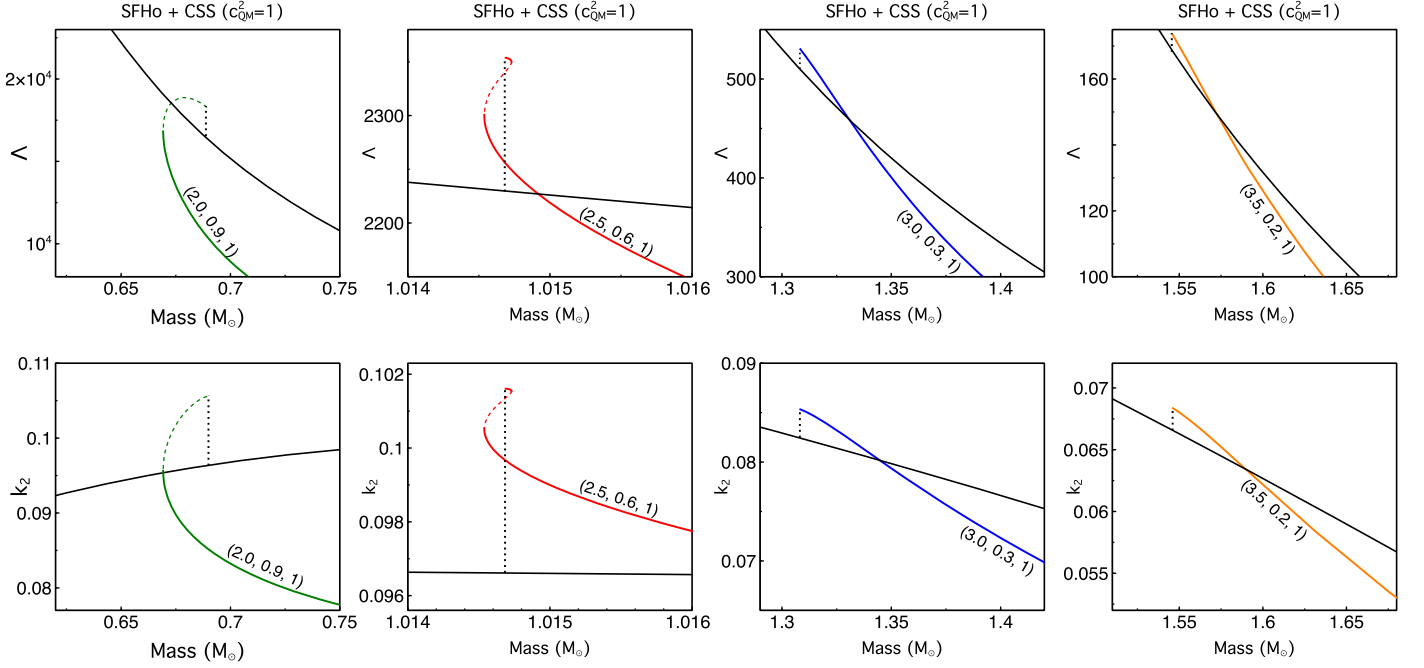 SFHo + CSS (c²QM=1)
SFHo + CSS (c²QM=1)
SFHo + CSS (c²QM=1)
SFHo + CSS (c²QM=1)
2×10⁴
10⁴
Λ
(2.0, 0.9, 1)
0.65
0.7
0.75
Mass (M☉)
2300
2200
Λ
(2.5, 0.6, 1)
1.014
1.015
1.016
Mass (M☉)
500
400
300
Λ
(3.0, 0.3, 1)
1.3
1.35
1.4
Mass (M☉)
160
140
120
100
Λ
(3.5, 0.2, 1)
1.55
1.6
1.65
Mass (M☉)
0.11
0.1
0.09
0.08
k₂
(2.0, 0.9, 1)
0.65
0.7
0.75
Mass (M☉)
0.102
0.1
0.098
0.096
k₂
(2.5, 0.6, 1)
1.014
1.015
1.016
Mass (M☉)
0.09
0.08
0.07
k₂
(3.0, 0.3, 1)
1.3
1.35
1.4
Mass (M☉)
0.07
0.065
0.06
0.055
k₂
(3.5, 0.2, 1)
1.55
1.6
1.65
Mass (M☉)